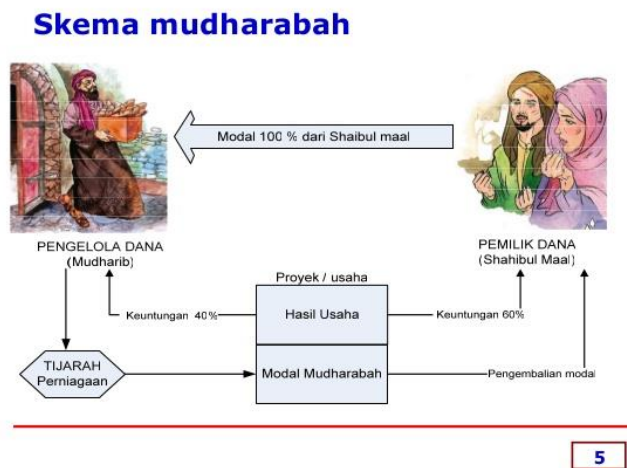 Skema mudharabah
Modal 100 % dari Shaibul maal
PENGELOLA DANA
(Mudharib)
PEMILIK DANA
(Shahibul Maal)
Proyek / usaha
Keuntungan 40%
Hasil Usaha
Keuntungan 60%
TIJARAH
Perniagaan
Modal Mudharabah
Pengembalian modal
5